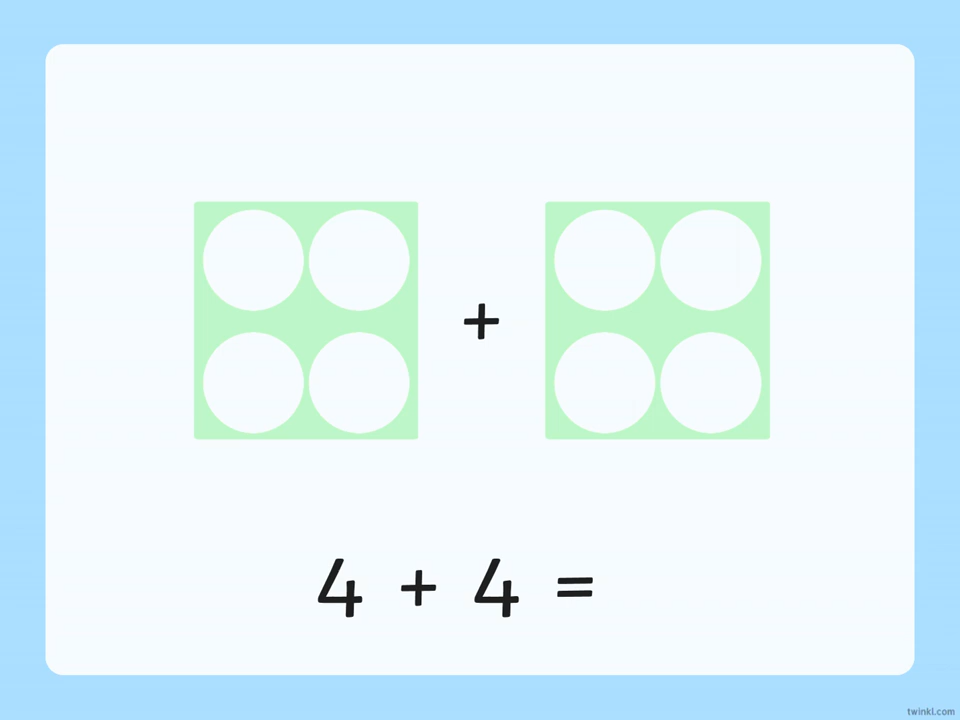 +
4 + 4 =
twinkl.com